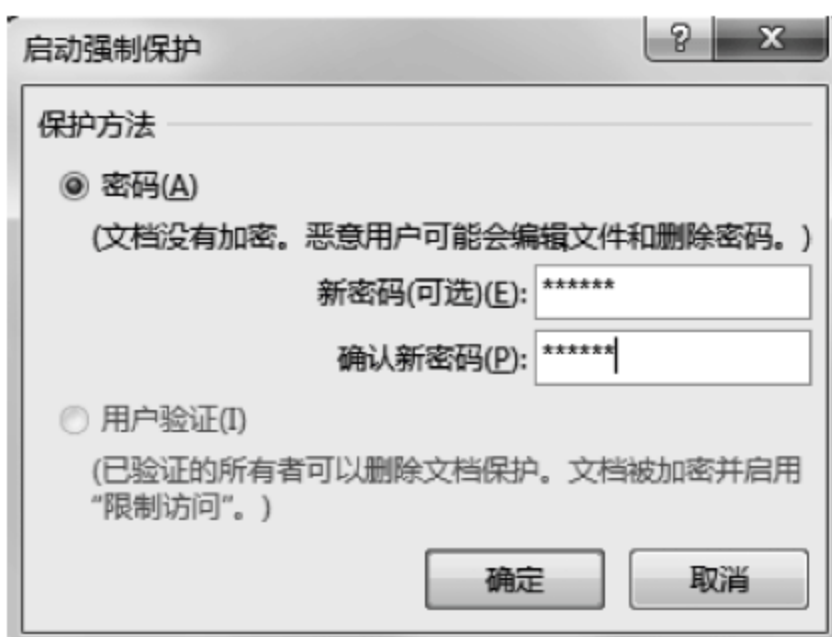 启动强制保护
保护方法
密码(A)
(文档没有加密。恶意用户可能会编辑文件和删除密码。)
新密码(可选)(E): ******
确认新密码(P): ******
用户验证(I)
(已验证的所有者可以删除文档保护。文档被加密并启用
“限制访问”。)
确定 取消